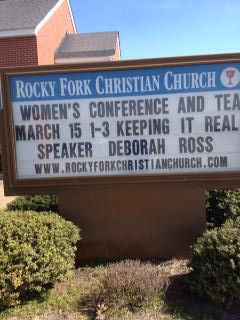 ROCKY FORK CHRISTIAN CHURCH
WOMEN'S CONFERENCE AND TEA
MARCH 15 1-3 KEEPING IT REAL
SPEAKER DEBORAH ROSS
WWW.ROCKYFORKCHRISTIANCHURCH.COM